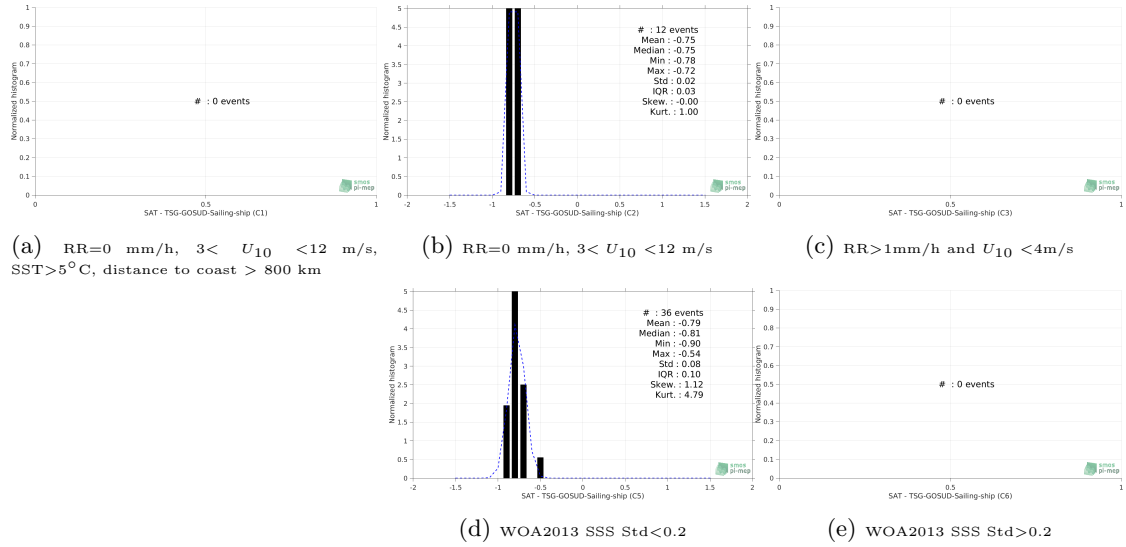 1
0.9
0.8
0.7
0.6
0.5
0.4
0.3
0.2
0.1
0
Normalized histogram
# : 0 events
smos
pi-mep
0 0.5 1
SAT - TSG-GOSUD-Sailing-ship (C1)
(a) RR=0 mm/h, 3< U10 <12 m/s,
SST>5°C, distance to coast > 800 km
5
4.5
4
3.5
3
2.5
2
1.5
1
0.5
0
Normalized histogram
# : 12 events
Mean : -0.75
Median : -0.75
Min : -0.78
Max : -0.72
Std : 0.02
IQR : 0.03
Skew. : -0.00
Kurt. : 1.00
smos
pi-mep
-2 -1.5 -1 -0.5 0 0.5 1 1.5 2
SAT - TSG-GOSUD-Sailing-ship (C2)
(b) RR=0 mm/h, 3< U10 <12 m/s
1
0.9
0.8
0.7
0.6
0.5
0.4
0.3
0.2
0.1
0
Normalized histogram
# : 0 events
smos
pi-mep
0 0.5 1
SAT - TSG-GOSUD-Sailing-ship (C3)
(c) RR>1mm/h and U10 <4m/s
5
4.5
4
3.5
3
2.5
2
1.5
1
0.5
0
Normalized histogram
# : 36 events
Mean : -0.79
Median : -0.81
Min : -0.90
Max : -0.54
Std : 0.08
IQR : 0.10
Skew. : 1.12
Kurt. : 4.79
smos
pi-mep
-2 -1.5 -1 -0.5 0 0.5 1 1.5 2
SAT - TSG-GOSUD-Sailing-ship (C5)
(d) WOA2013 SSS Std<0.2
1
0.9
0.8
0.7
0.6
0.5
0.4
0.3
0.2
0.1
0
Normalized histogram
# : 0 events
smos
pi-mep
0 0.5 1
SAT - TSG-GOSUD-Sailing-ship (C6)
(e) WOA2013 SSS Std>0.2